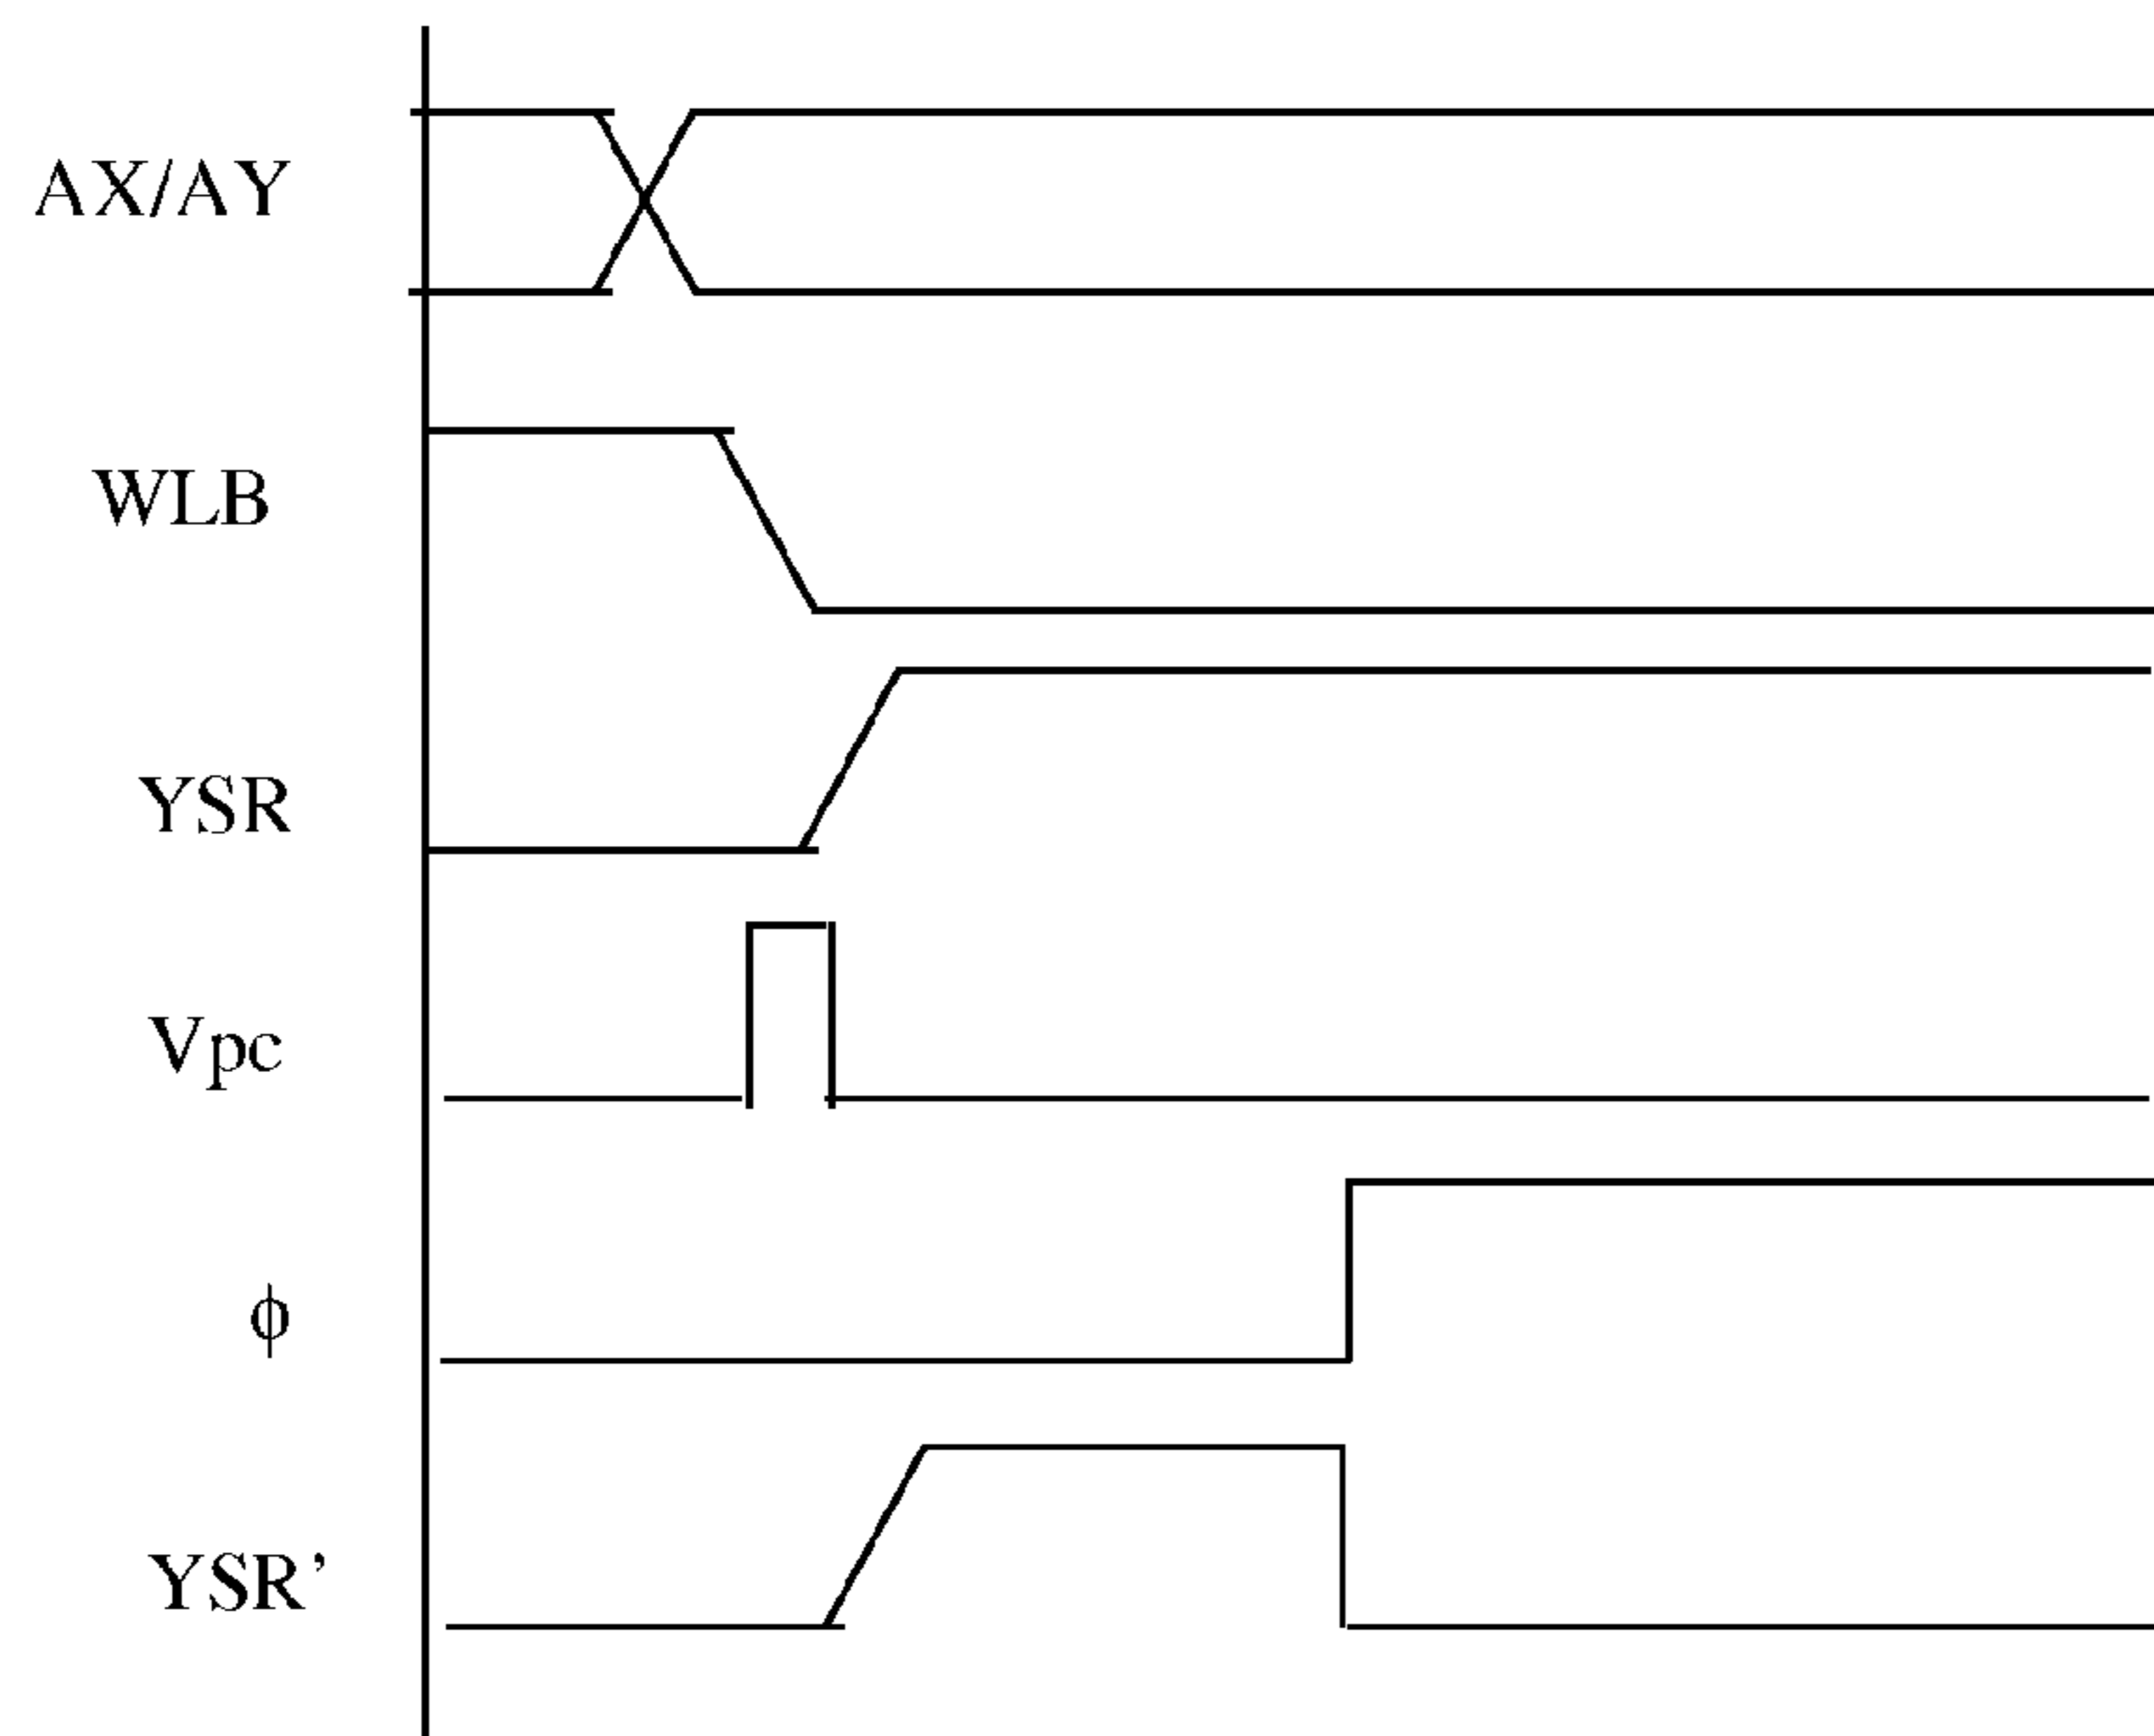 AX/AY
WLB
YSR
Vpc
ϕ
YSR’